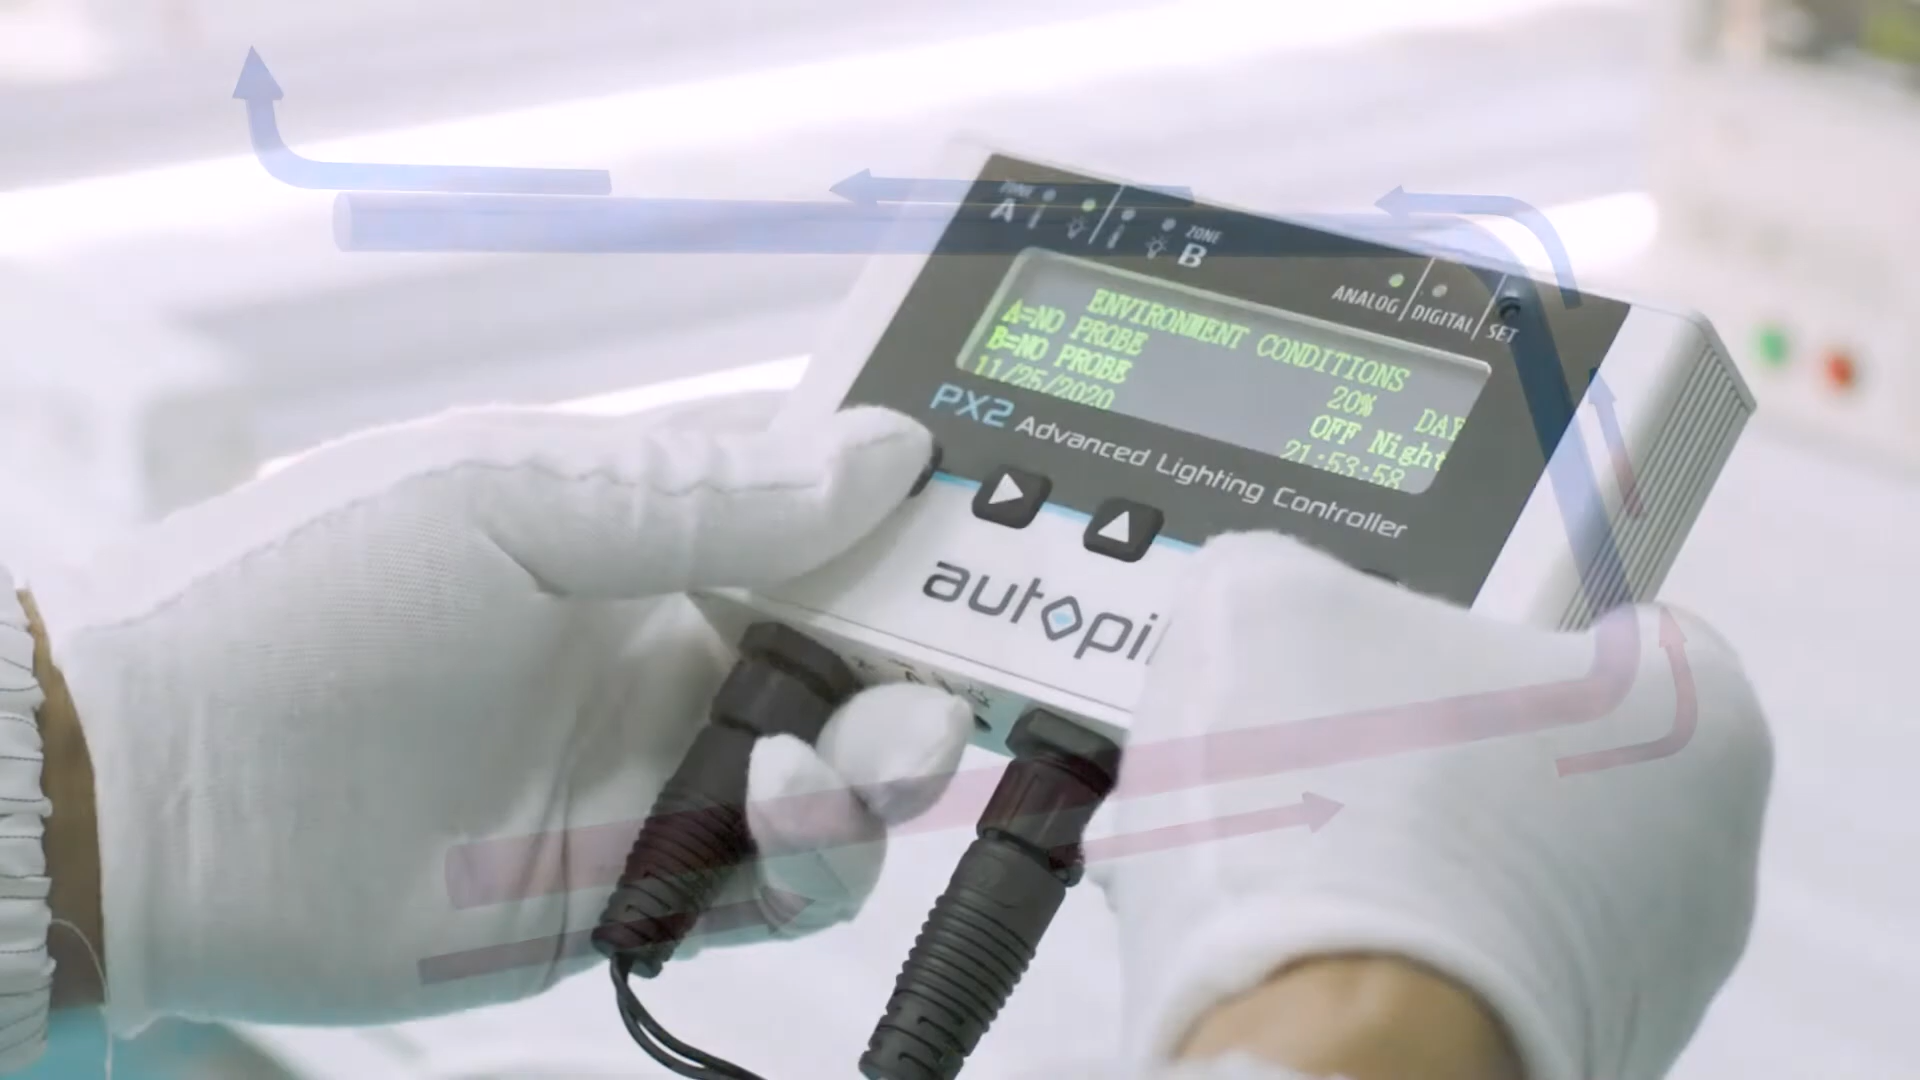 ZONE
A
ZONE
B
ANALOG DIGITAL SET
ENVIRONMENT CONDITIONS
A=NO PROBE 20% DAY
B=NO PROBE OFF Night
11/25/2020 21:53:58
PX2 Advanced Lighting Controller
autopi